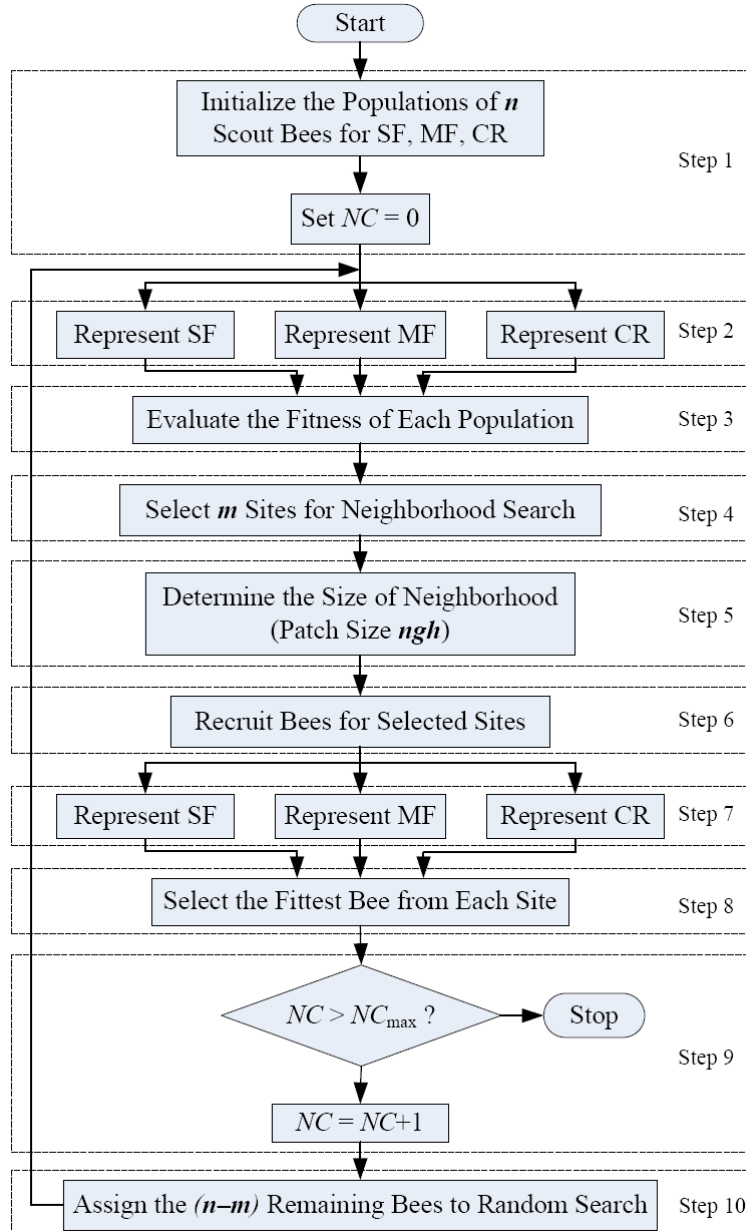 Start
Initialize the Populations of n
Scout Bees for SF, MF, CR
Step 1
Set NC = 0
Represent SF
Represent MF
Represent CR
Step 2
Evaluate the Fitness of Each Population
Step 3
Select m Sites for Neighborhood Search
Step 4
Determine the Size of Neighborhood
(Patch Size ngh)
Step 5
Recruit Bees for Selected Sites
Step 6
Represent SF
Represent MF
Represent CR
Step 7
Select the Fittest Bee from Each Site
Step 8
NC > NCmax ?
Stop
Step 9
NC = NC+1
Assign the (n–m) Remaining Bees to Random Search
Step 10